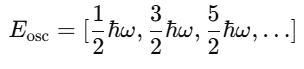 E_osc = [1/2 ℏω, 3/2 ℏω, 5/2 ℏω, …]